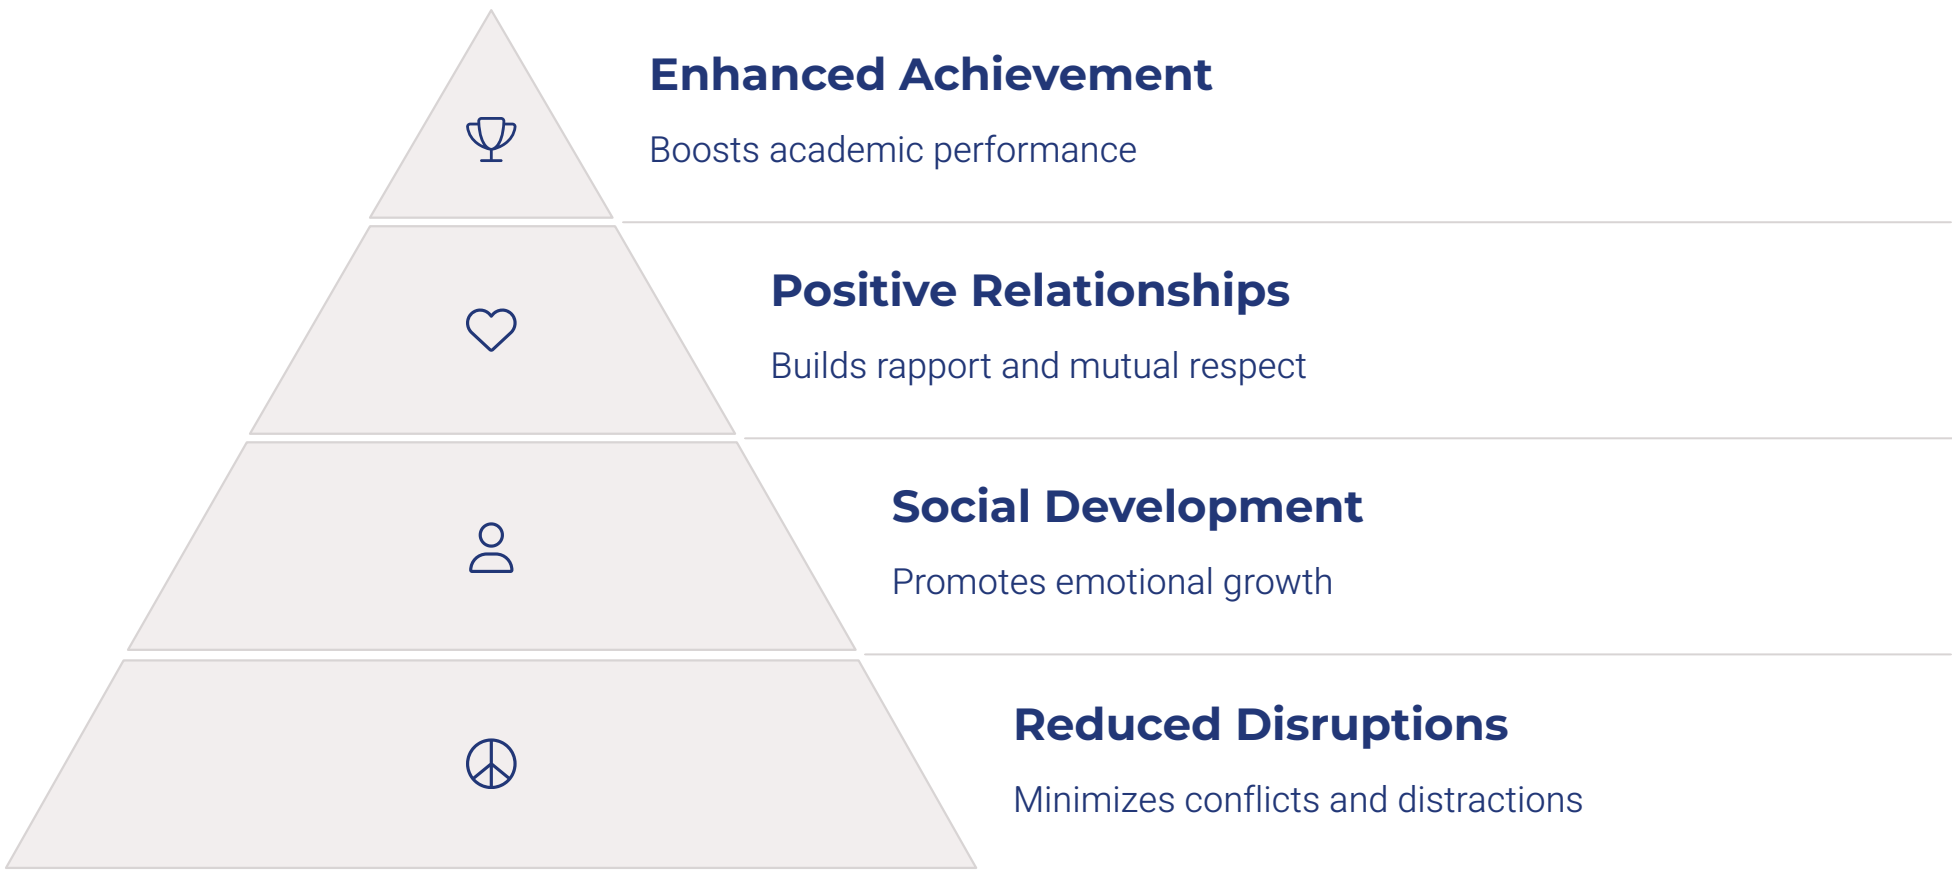 Enhanced Achievement
Boosts academic performance
Positive Relationships
Builds rapport and mutual respect
Social Development
Promotes emotional growth
Reduced Disruptions
Minimizes conflicts and distractions